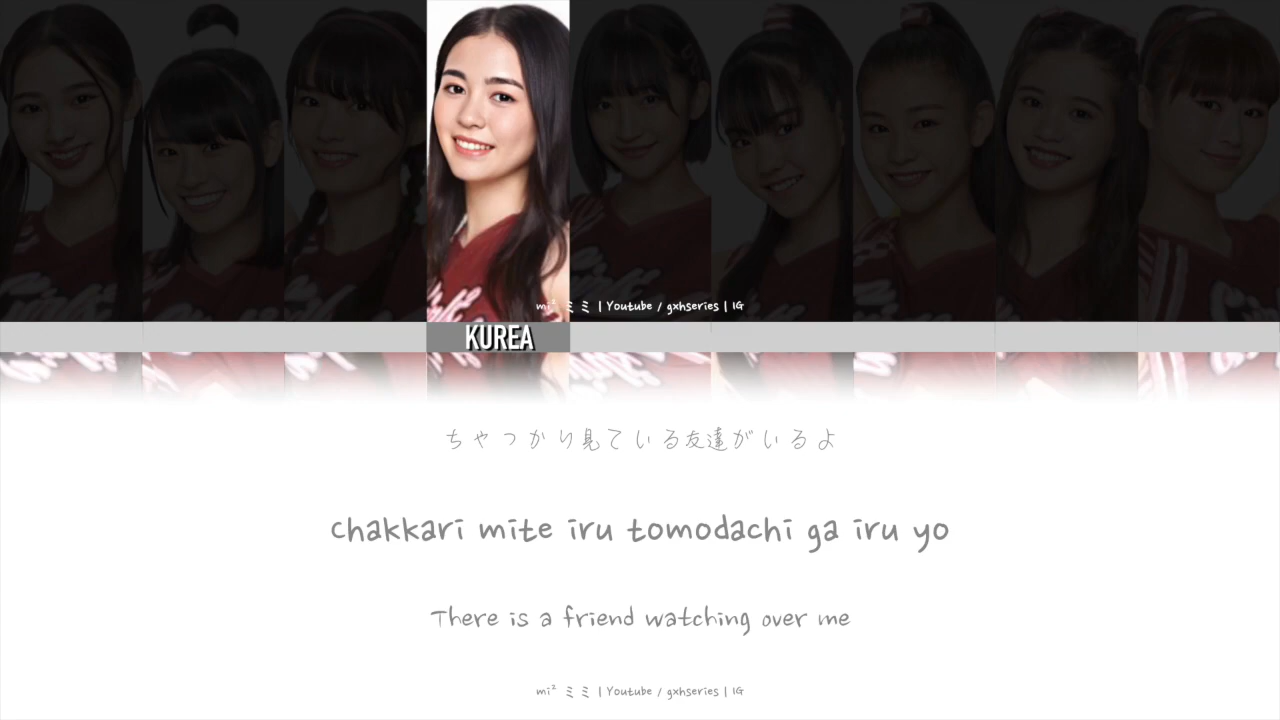 mi² ミ ミ | Youtube / gxhseries | IG
KUREA
ちゃっかり見ている友達がいるよ
chakkari mite iru tomodachi ga iru yo
There is a friend watching over me
mi² ミ ミ | Youtube / gxhseries | IG